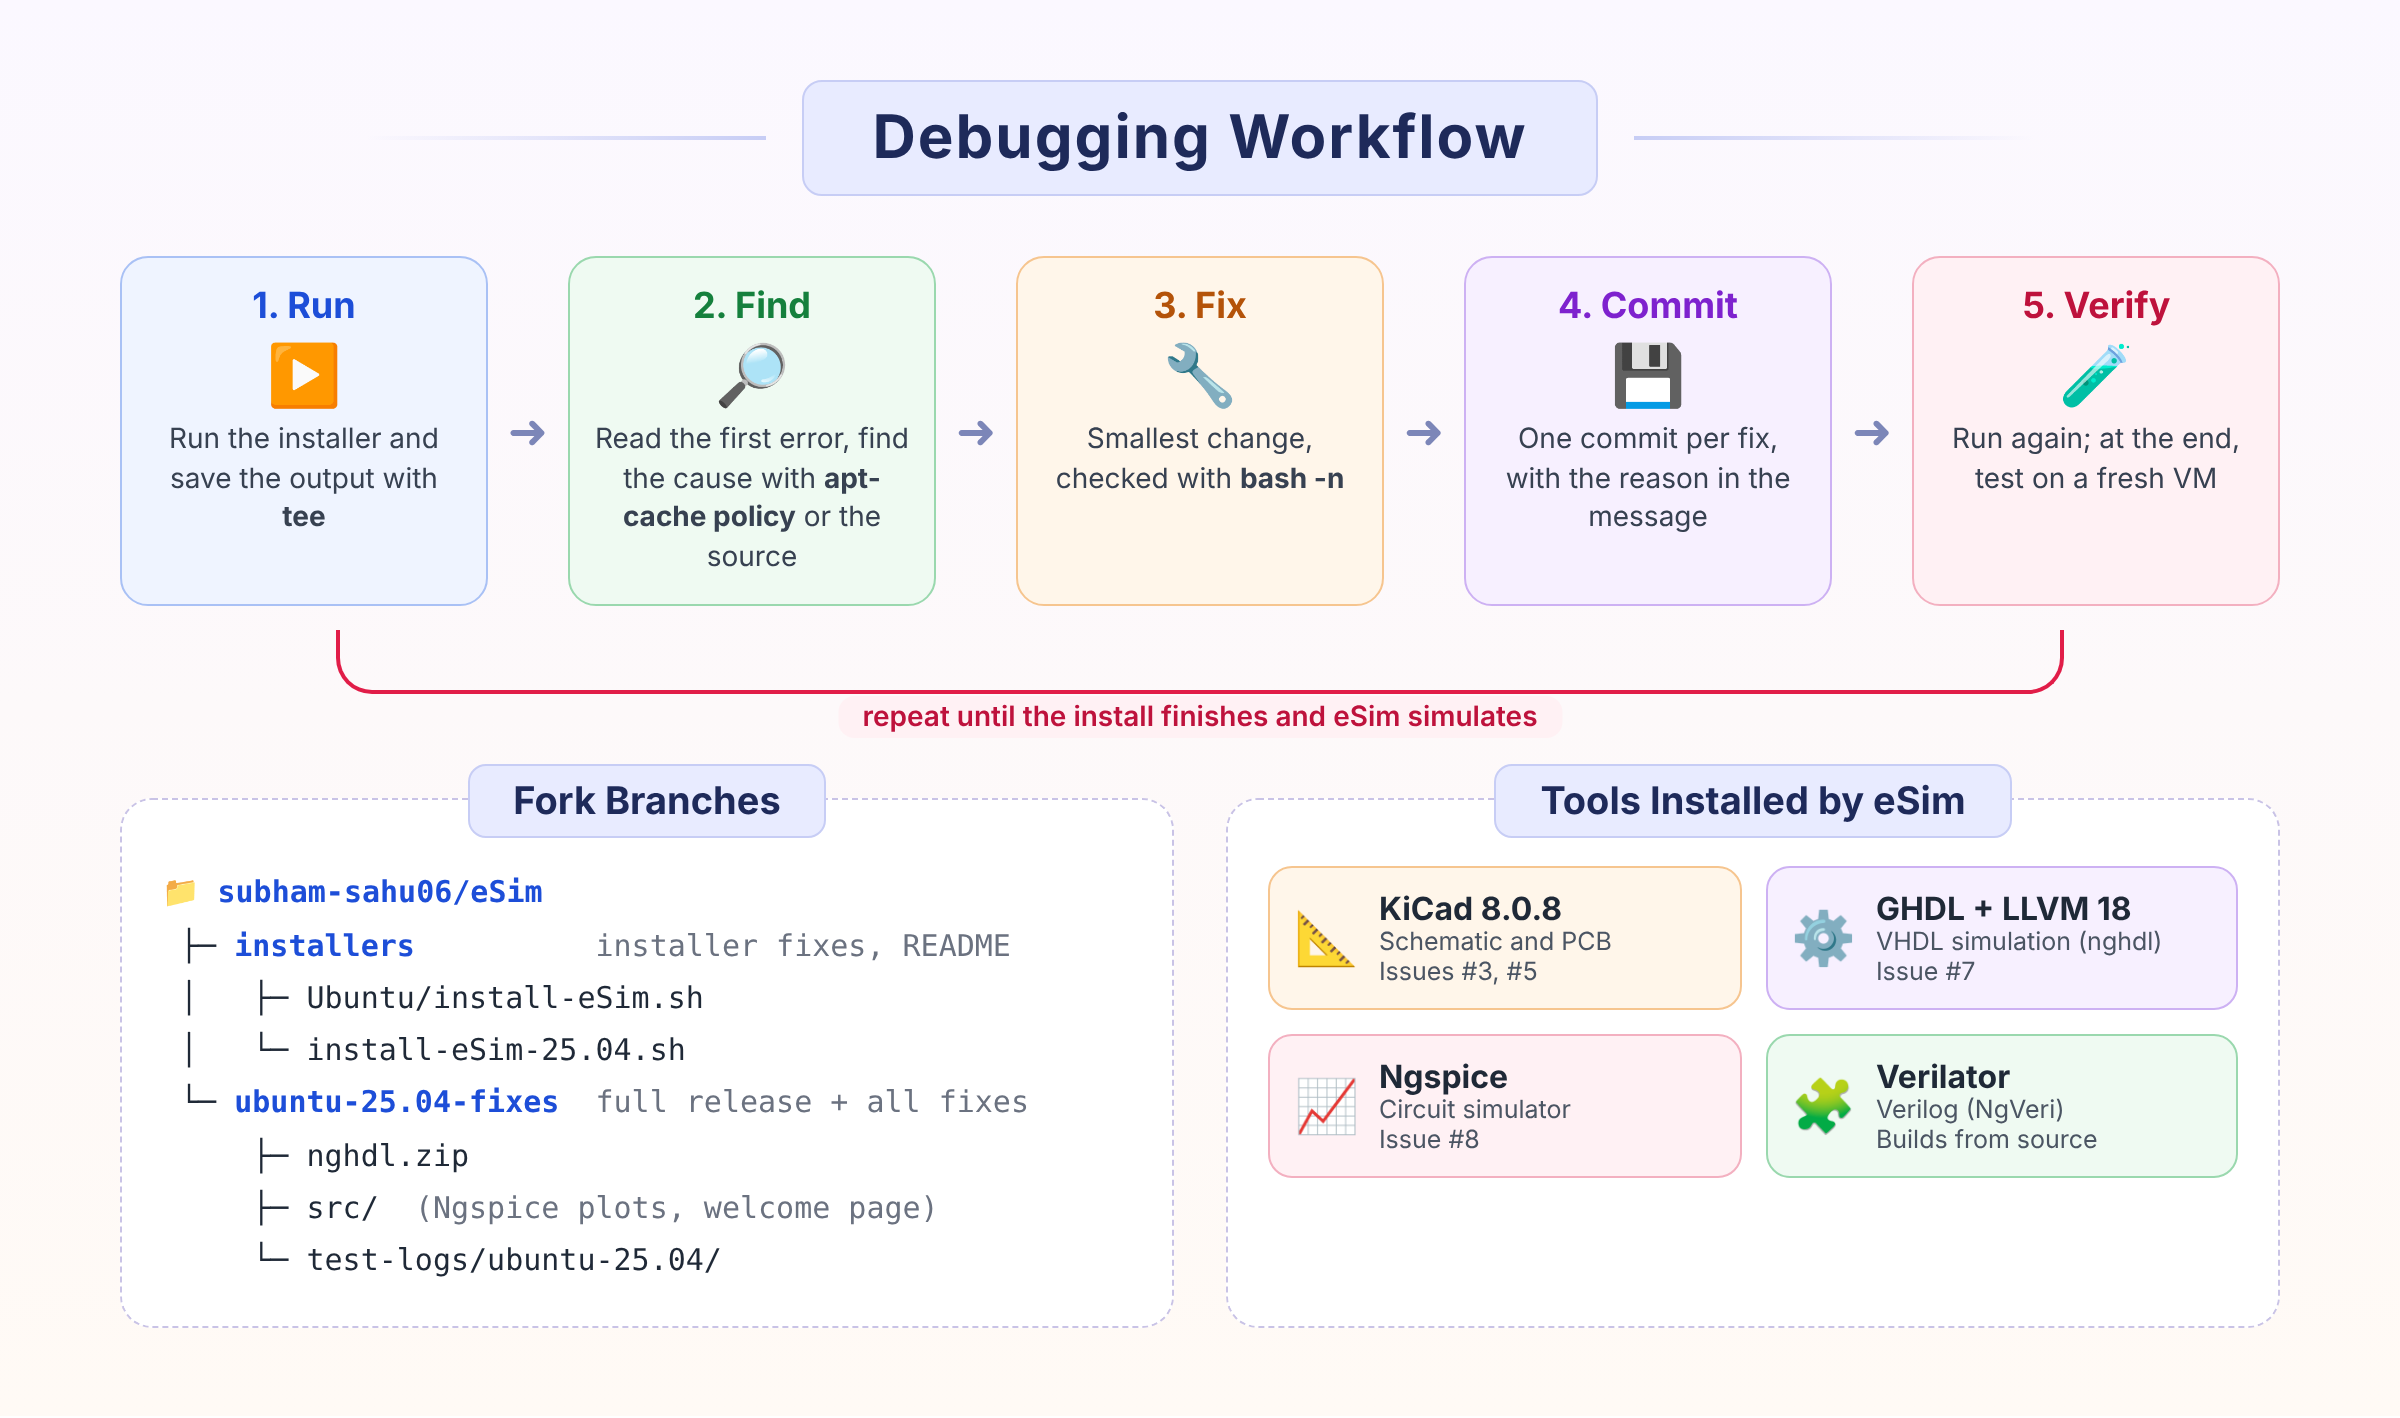 Debugging Workflow
1. Run
Run the installer and
save the output with
tee
2. Find
Read the first error, find
the cause with apt-
cache policy or the
source
3. Fix
Smallest change,
checked with bash -n
4. Commit
One commit per fix,
with the reason in the
message
5. Verify
Run again; at the end,
test on a fresh VM
repeat until the install finishes and eSim simulates
Fork Branches
subham-sahu06/eSim
├─ installers installer fixes, README
│ ├─ Ubuntu/install-eSim.sh
│ └─ install-eSim-25.04.sh
└─ ubuntu-25.04-fixes full release + all fixes
├─ nghdl.zip
├─ src/ (Ngspice plots, welcome page)
└─ test-logs/ubuntu-25.04/
Tools Installed by eSim
KiCad 8.0.8
Schematic and PCB
Issues #3, #5
GHDL + LLVM 18
VHDL simulation (nghdl)
Issue #7
Ngspice
Circuit simulator
Issue #8
Verilator
Verilog (NgVeri)
Builds from source